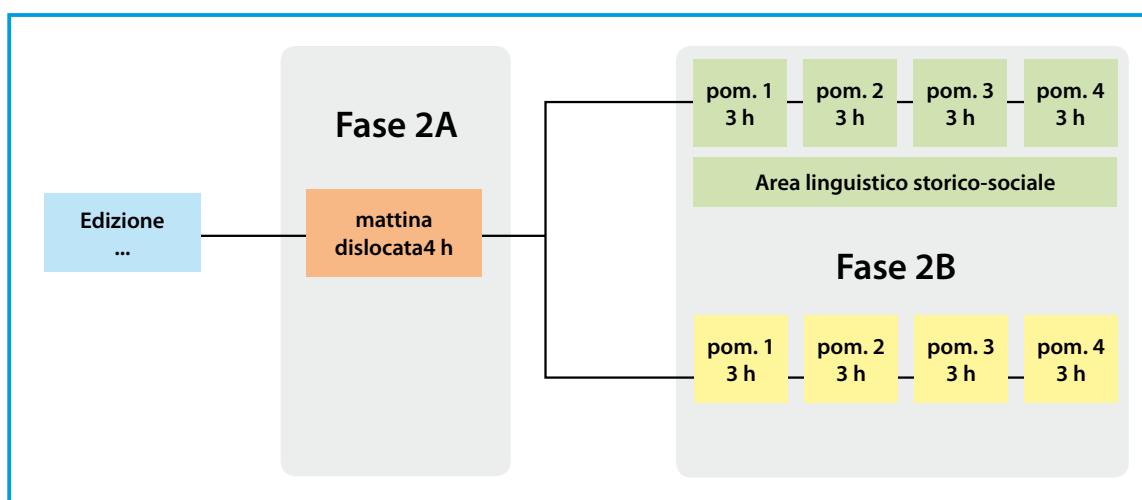 Edizione
...
Fase 2A
mattina
dislocata4 h
pom. 1
3 h
pom. 2
3 h
pom. 3
3 h
pom. 4
3 h
Area linguistico storico-sociale
Fase 2B
pom. 1
3 h
pom. 2
3 h
pom. 3
3 h
pom. 4
3 h